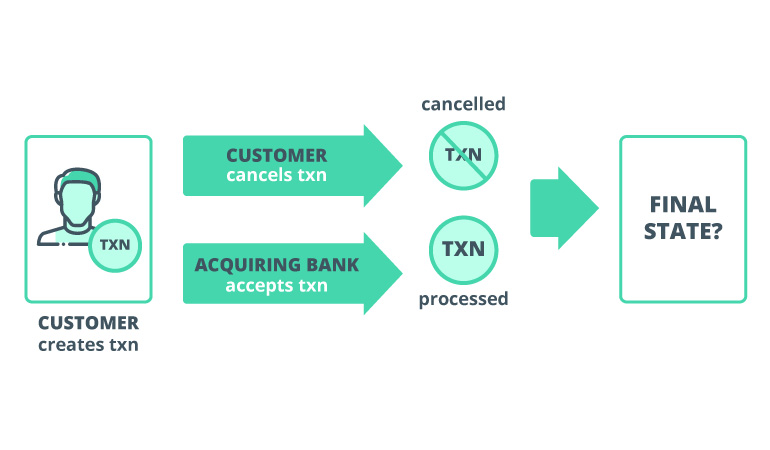 TXN
CUSTOMER
creates txn
CUSTOMER
cancels txn
ACQUIRING BANK
accepts txn
cancelled
TXN
TXN
processed
FINAL
STATE?